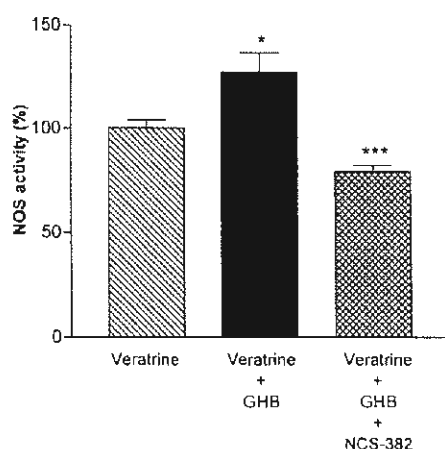 150
*
100
***
50
0
NOS activity (%)
Veratrine
Veratrine
+
GHB
Veratrine
+
GHB
+
NCS-382